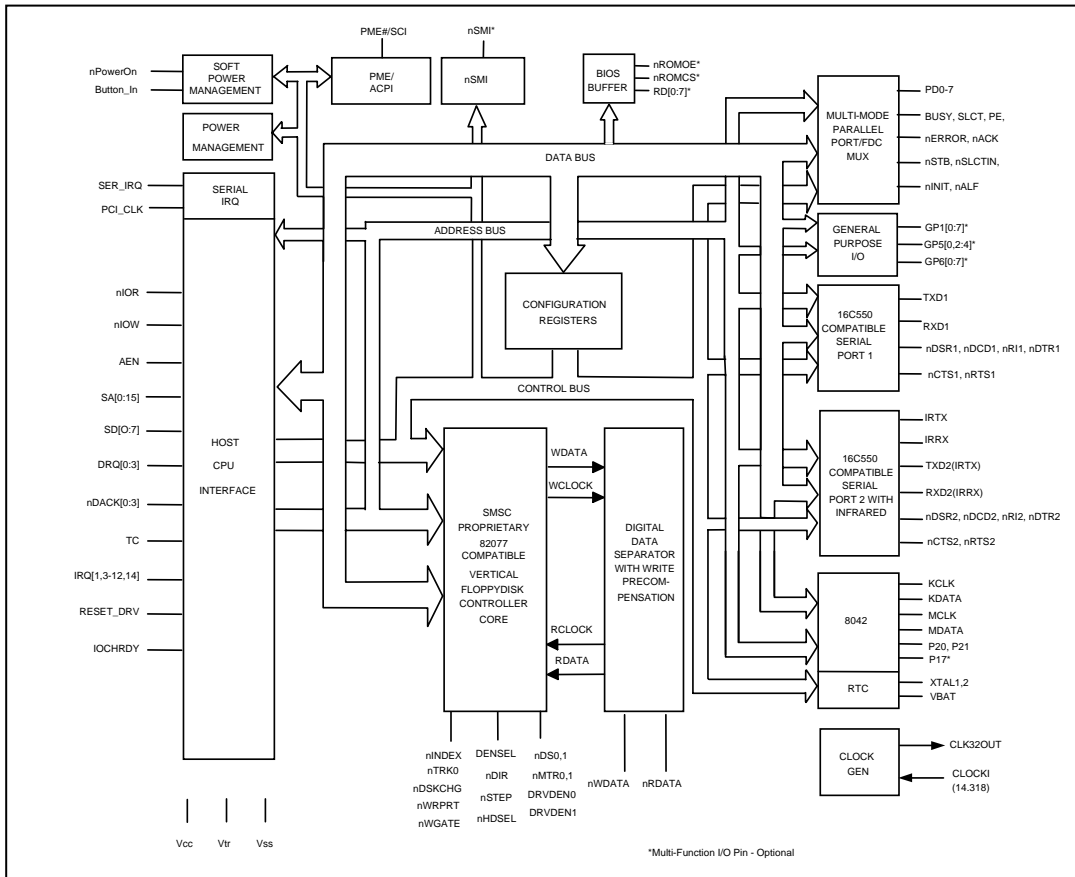 PME#/SCI
nSMI*
nPowerOn
Button_In
SOFT
POWER
MANAGEMENT
PME/
ACPI
nSMI
BIOS
BUFFER
nROMOE*
nROMCS*
RD[0:7]*
POWER
MANAGEMENT
MULTI-MODE
PARALLEL
PORT/FDC
MUX
PD0-7
BUSY, SLCT, PE,
nERROR, nACK
nSTB, nSLCTIN,
nINIT, nALF
DATA BUS
SER_IRQ
PCI_CLK
SERIAL
IRQ
ADDRESS BUS
GENERAL
PURPOSE
I/O
GP1[0:7]*
GP5[0,2:4]*
GP6[0:7]*
CONFIGURATION
REGISTERS
16C550
COMPATIBLE
SERIAL
PORT 1
TXD1
RXD1
nDSR1, nDCD1, nRI1, nDTR1
nCTS1, nRTS1
CONTROL BUS
nIOR
nIOW
AEN
SA[0:15]
SD[O:7]
DRQ[0:3]
nDACK[0:3]
TC
IRQ[1,3-12,14]
RESET_DRV
IOCHRDY
HOST
CPU
INTERFACE
SMSC
PROPRIETARY
82077
COMPATIBLE
VERTICAL
FLOPPYDISK
CONTROLLER
CORE
WDATA
WCLOCK
RCLOCK
RDATA
DIGITAL
DATA
SEPARATOR
WITH WRITE
PRECOM-
PENSATION
16C550
COMPATIBLE
SERIAL
PORT 2 WITH
INFRARED
IRTX
IRRX
TXD2(IRTX)
RXD2(IRRX)
nDSR2, nDCD2, nRI2, nDTR2
nCTS2, nRTS2
8042
KCLK
KDATA
MCLK
MDATA
P20, P21
P17*
RTC
XTAL1,2
VBAT
CLOCK
GEN
CLK32OUT
CLOCKI
(14.318)
nINDEX
nTRK0
nDSKCHG
nWRPRT
nWGATE
DENSEL
nDIR
nSTEP
nHDSEL
nDS0,1
nMTR0,1
DRVDEN0
DRVDEN1
nWDATA
nRDATA
Vcc
Vtr
Vss
*Multi-Function I/O Pin - Optional